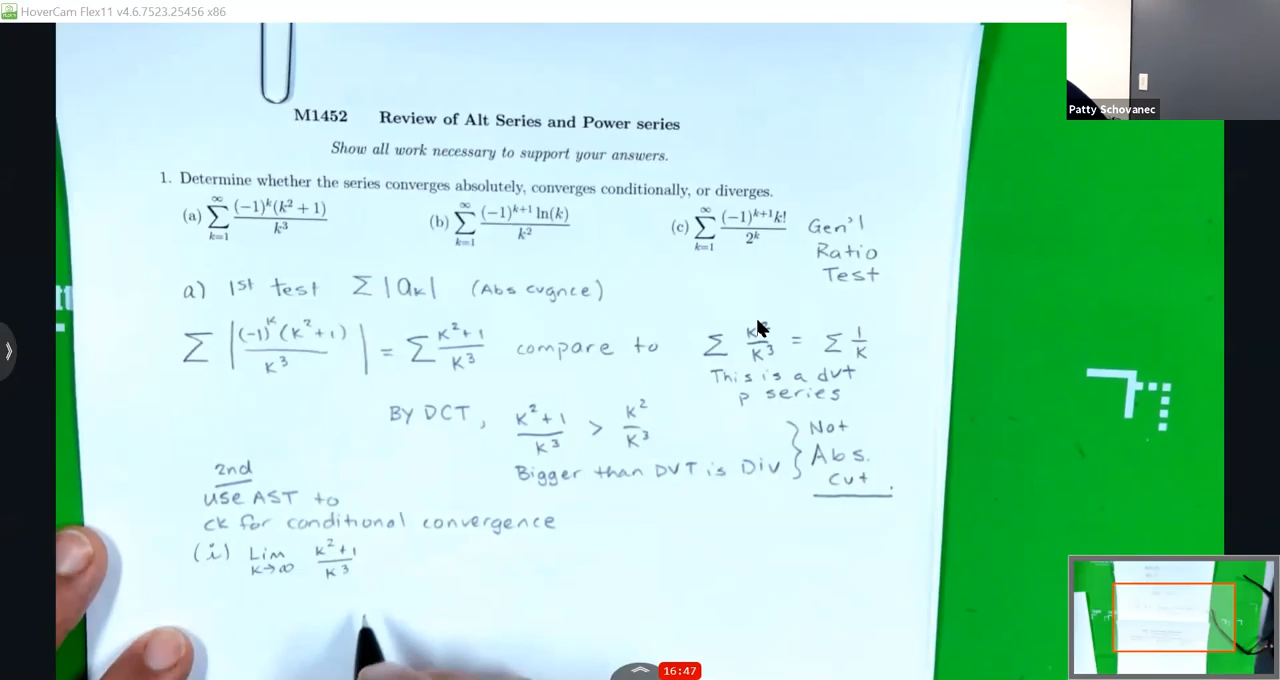 HoverCam Flex11 v4.6.7523.25456 x86
Patty Schovanec
M1452 Review of Alt Series and Power series
Show all work necessary to support your answers.
1. Determine whether the series converges absolutely, converges conditionally, or diverges.
(a) ∑_{k=1}^{∞} (-1)^k(k² + 1)/k³ (b) ∑_{k=1}^{∞} (-1)^{k+1} ln(k)/k² (c) ∑_{k=1}^{∞} (-1)^{k+1}k!/2^k
Gen'l
Ratio
Test
a) 1st test Σ |a_k| (Abs cvgnce)
Σ |(-1)^k (k²+1)/k³| = Σ k²+1/k³ compare to Σ k²/k³ = Σ 1/k
This is a dvt
p series
By DCT, k²+1/k³ > k²/k³
Bigger than DVT is Div } Not
Abs.
cvt.
2nd
use AST to
ck for conditional convergence
(i) Lim k→∞ k²+1/k³
16:47